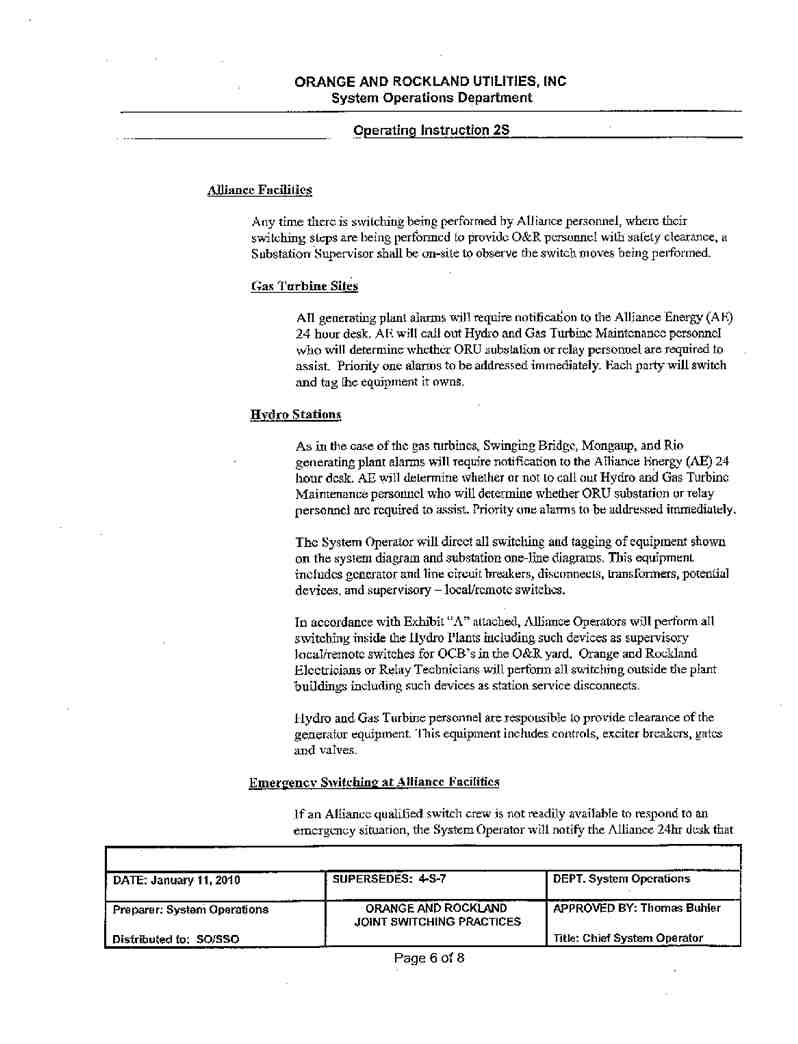 ORANGE AND ROCKLAND UTILITIES, INC
System Operations Department
Operating Instruction 2S
Alliance Facilities
Any time there is switching being performed by Alliance personnel, where their
switching steps are being performed to provide O&R personnel with safety clearance, a
Substation Supervisor shall be on-site to observe the switch moves being performed.
Gas Turbine Sites
All generating plant alarms will require notification to the Alliance Energy (AE)
24 hour desk. AE will call out Hydro and Gas Turbine Maintenance personnel
who will determine whether ORU substation or relay personnel are required to
assist. Priority one alarms to be addressed immediately. Each party will switch
and tag the equipment it owns.
Hydro Stations
As in the case of the gas turbines, Swinging Bridge, Mongaup, and Rio
generating plant alarms will require notification to the Alliance Energy (AE) 24
hour desk. AE will determine whether or not to call out Hydro and Gas Turbine
Maintenance personnel who will determine whether ORU substation or relay
personnel are required to assist. Priority one alarms to be addressed immediately.
The System Operator will direct all switching and tagging of equipment shown
on the system diagram and substation one-line diagrams. This equipment
includes generator and line circuit breakers, disconnects, transformers, potential
devices, and supervisory – local/remote switches.
In accordance with Exhibit "A" attached, Alliance Operators will perform all
switching inside the Hydro Plants including such devices as supervisory
local/remote switches for OCB's in the O&R yard. Orange and Rockland
Electricians or Relay Technicians will perform all switching outside the plant
buildings including such devices as station service disconnects.
Hydro and Gas Turbine personnel are responsible to provide clearance of the
generator equipment. This equipment includes controls, exciter breakers, gates
and valves.
Emergency Switching at Alliance Facilities
If an Alliance qualified switch crew is not readily available to respond to an
emergency situation, the System Operator will notify the Alliance 24hr desk that
DATE: January 11, 2010
SUPERSEDES: 4-S-7
DEPT. System Operations
Preparer: System Operations
Distributed to: SO/SSO
ORANGE AND ROCKLAND
JOINT SWITCHING PRACTICES
APPROVED BY: Thomas Buhler
Title: Chief System Operator
Page 6 of 8